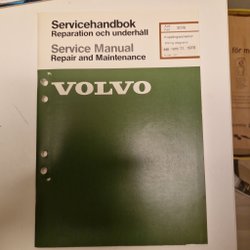 Servicehandbok
Reparation och underhåll
Service Manual
Repair and Maintenance
VOLVO